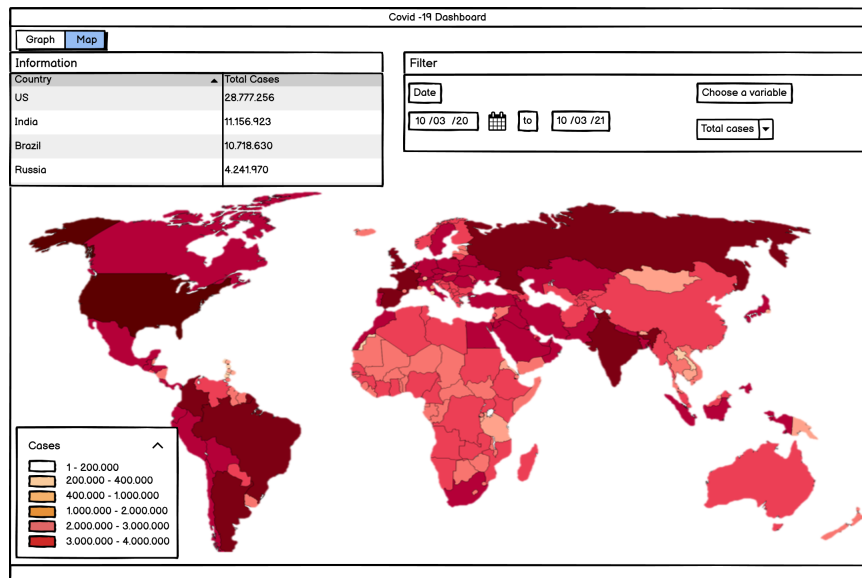 Covid -19 Dashboard
Graph Map
Information
Country Total Cases
US 28.777.256
India 11.156.923
Brazil 10.718.630
Russia 4.241.970
Filter
Date
Choose a variable
10 /03 /20 to 10 /03 /21
Total cases
Cases
1 - 200.000
200.000 - 400.000
400.000 - 1.000.000
1.000.000 - 2.000.000
2.000.000 - 3.000.000
3.000.000 - 4.000.000